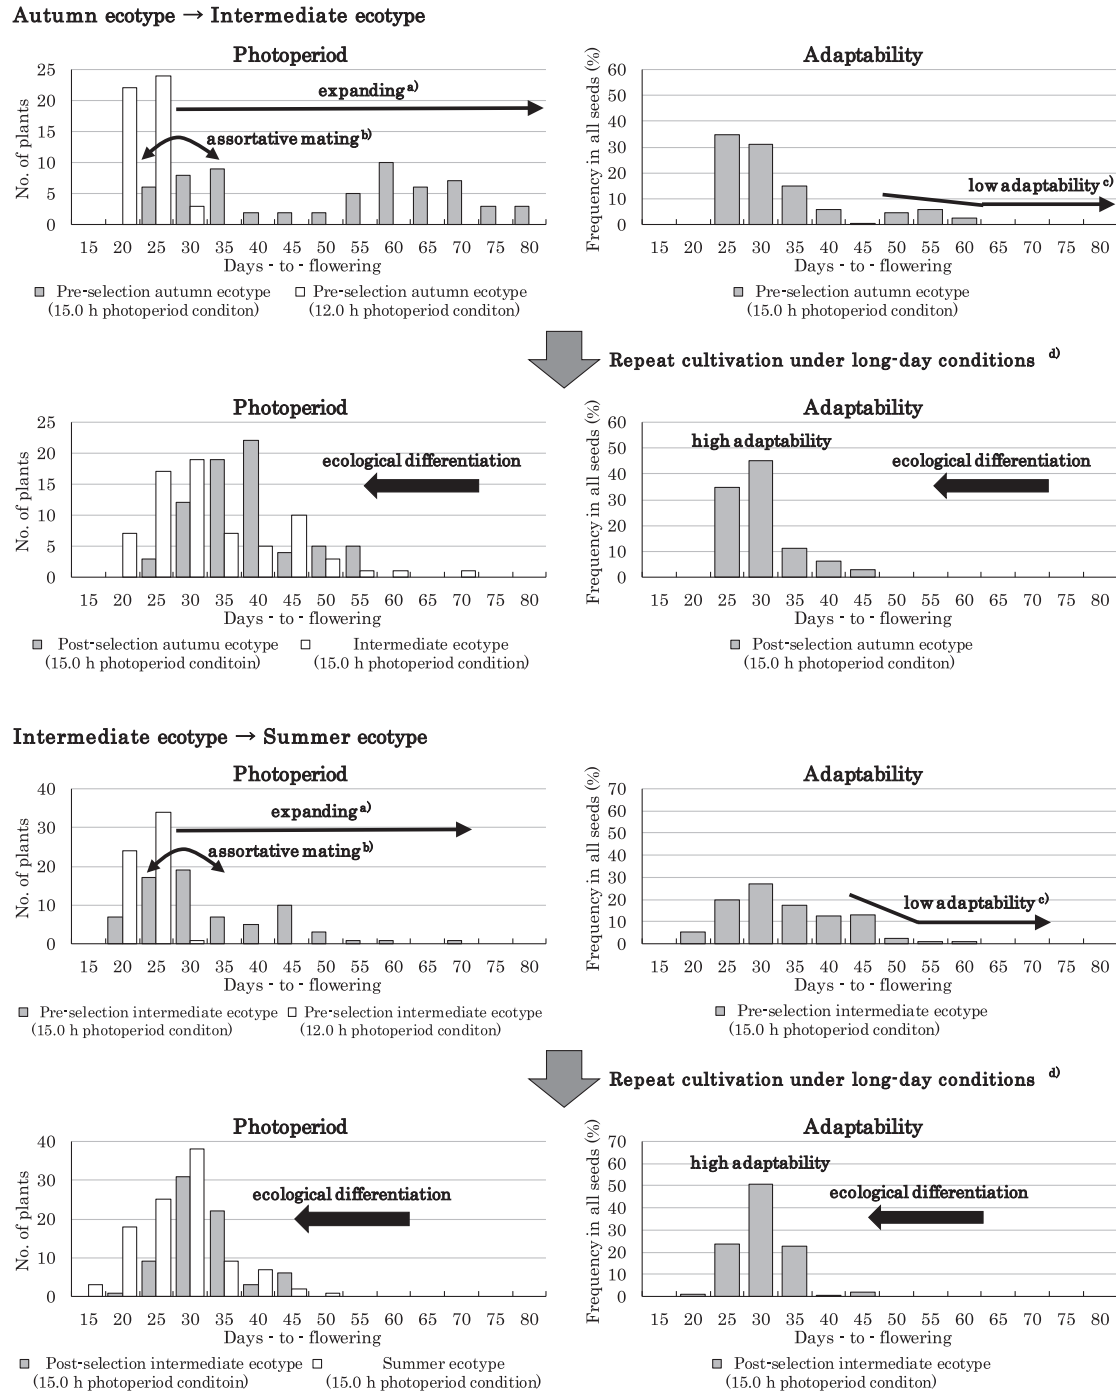 Autumn ecotype → Intermediate ecotype
Photoperiod
No. of plants
25
20
15
10
5
0
expanding a)
assortative mating b)
15 20 25 30 35 40 45 50 55 60 65 70 75 80
Days - to - flowering
Pre-selection autumn ecotype
(15.0 h photoperiod conditon)
Pre-selection autumn ecotype
(12.0 h photoperiod conditon)
Adaptability
Frequency in all seeds (%)
60
50
40
30
20
10
0
low adaptability c)
15 20 25 30 35 40 45 50 55 60 65 70 75 80
Days - to - flowering
Pre-selection autumn ecotype
(15.0 h photoperiod conditon)
Repeat cultivation under long-day conditions d)
Photoperiod
No. of plants
25
20
15
10
5
0
ecological differentiation
15 20 25 30 35 40 45 50 55 60 65 70 75 80
Days - to - flowering
Post-selection autumu ecotype
(15.0 h photoperiod conditoin)
Intermediate ecotype
(15.0 h photoperiod condition)
Adaptability
Frequency in all seeds (%)
60
50
40
30
20
10
0
high adaptability
ecological differentiation
15 20 25 30 35 40 45 50 55 60 65 70 75 80
Days - to - flowering
Post-selection autumn ecotype
(15.0 h photoperiod conditon)
Intermediate ecotype → Summer ecotype
Photoperiod
No. of plants
40
30
20
10
0
expanding a)
assortative mating b)
15 20 25 30 35 40 45 50 55 60 65 70 75 80
Days - to - flowering
Pre-selection intermediate ecotype
(15.0 h photoperiod conditon)
Pre-selection intermediate ecotype
(12.0 h photoperiod conditon)
Adaptability
Frequency in all seeds (%)
70
60
50
40
30
20
10
0
low adaptability c)
15 20 25 30 35 40 45 50 55 60 65 70 75 80
Days - to - flowering
Pre-selection intermediate ecotype
(15.0 h photoperiod conditon)
Repeat cultivation under long-day conditions d)
Photoperiod
No. of plants
40
30
20
10
0
ecological differentiation
15 20 25 30 35 40 45 50 55 60 65 70 75 80
Days - to - flowering
Post-selection intermediate ecotype
(15.0 h photoperiod conditoin)
Summer ecotype
(15.0 h photoperiod condition)
Adaptability
Frequency in all seeds (%)
70
60
50
40
30
20
10
0
high adaptability
ecological differentiation
15 20 25 30 35 40 45 50 55 60 65 70 75 80
Days - to - flowering
Post-selection intermediate ecotype
(15.0 h photoperiod conditon)